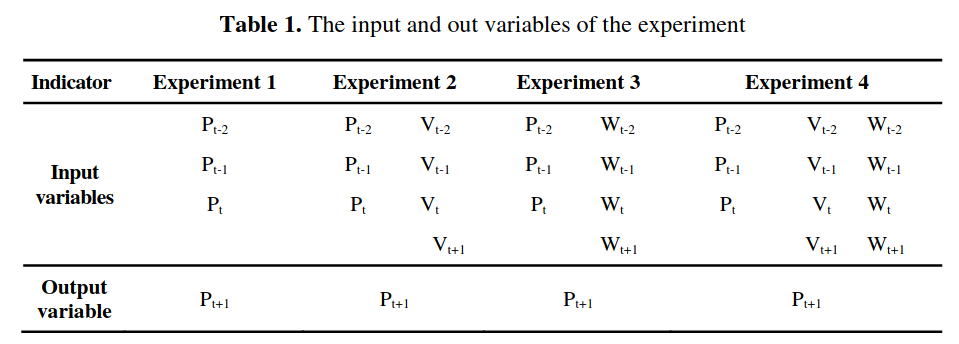 Table 1. The input and out variables of the experiment
Indicator Experiment 1 Experiment 2 Experiment 3 Experiment 4
P_{t-2} P_{t-2} V_{t-2} P_{t-2} W_{t-2} P_{t-2} V_{t-2} W_{t-2}
Input variables P_{t-1} P_{t-1} V_{t-1} P_{t-1} W_{t-1} P_{t-1} V_{t-1} W_{t-1}
P_t P_t V_t P_t W_t P_t V_t W_t
V_{t+1} W_{t+1} V_{t+1} W_{t+1}
Output variable P_{t+1} P_{t+1} P_{t+1} P_{t+1}